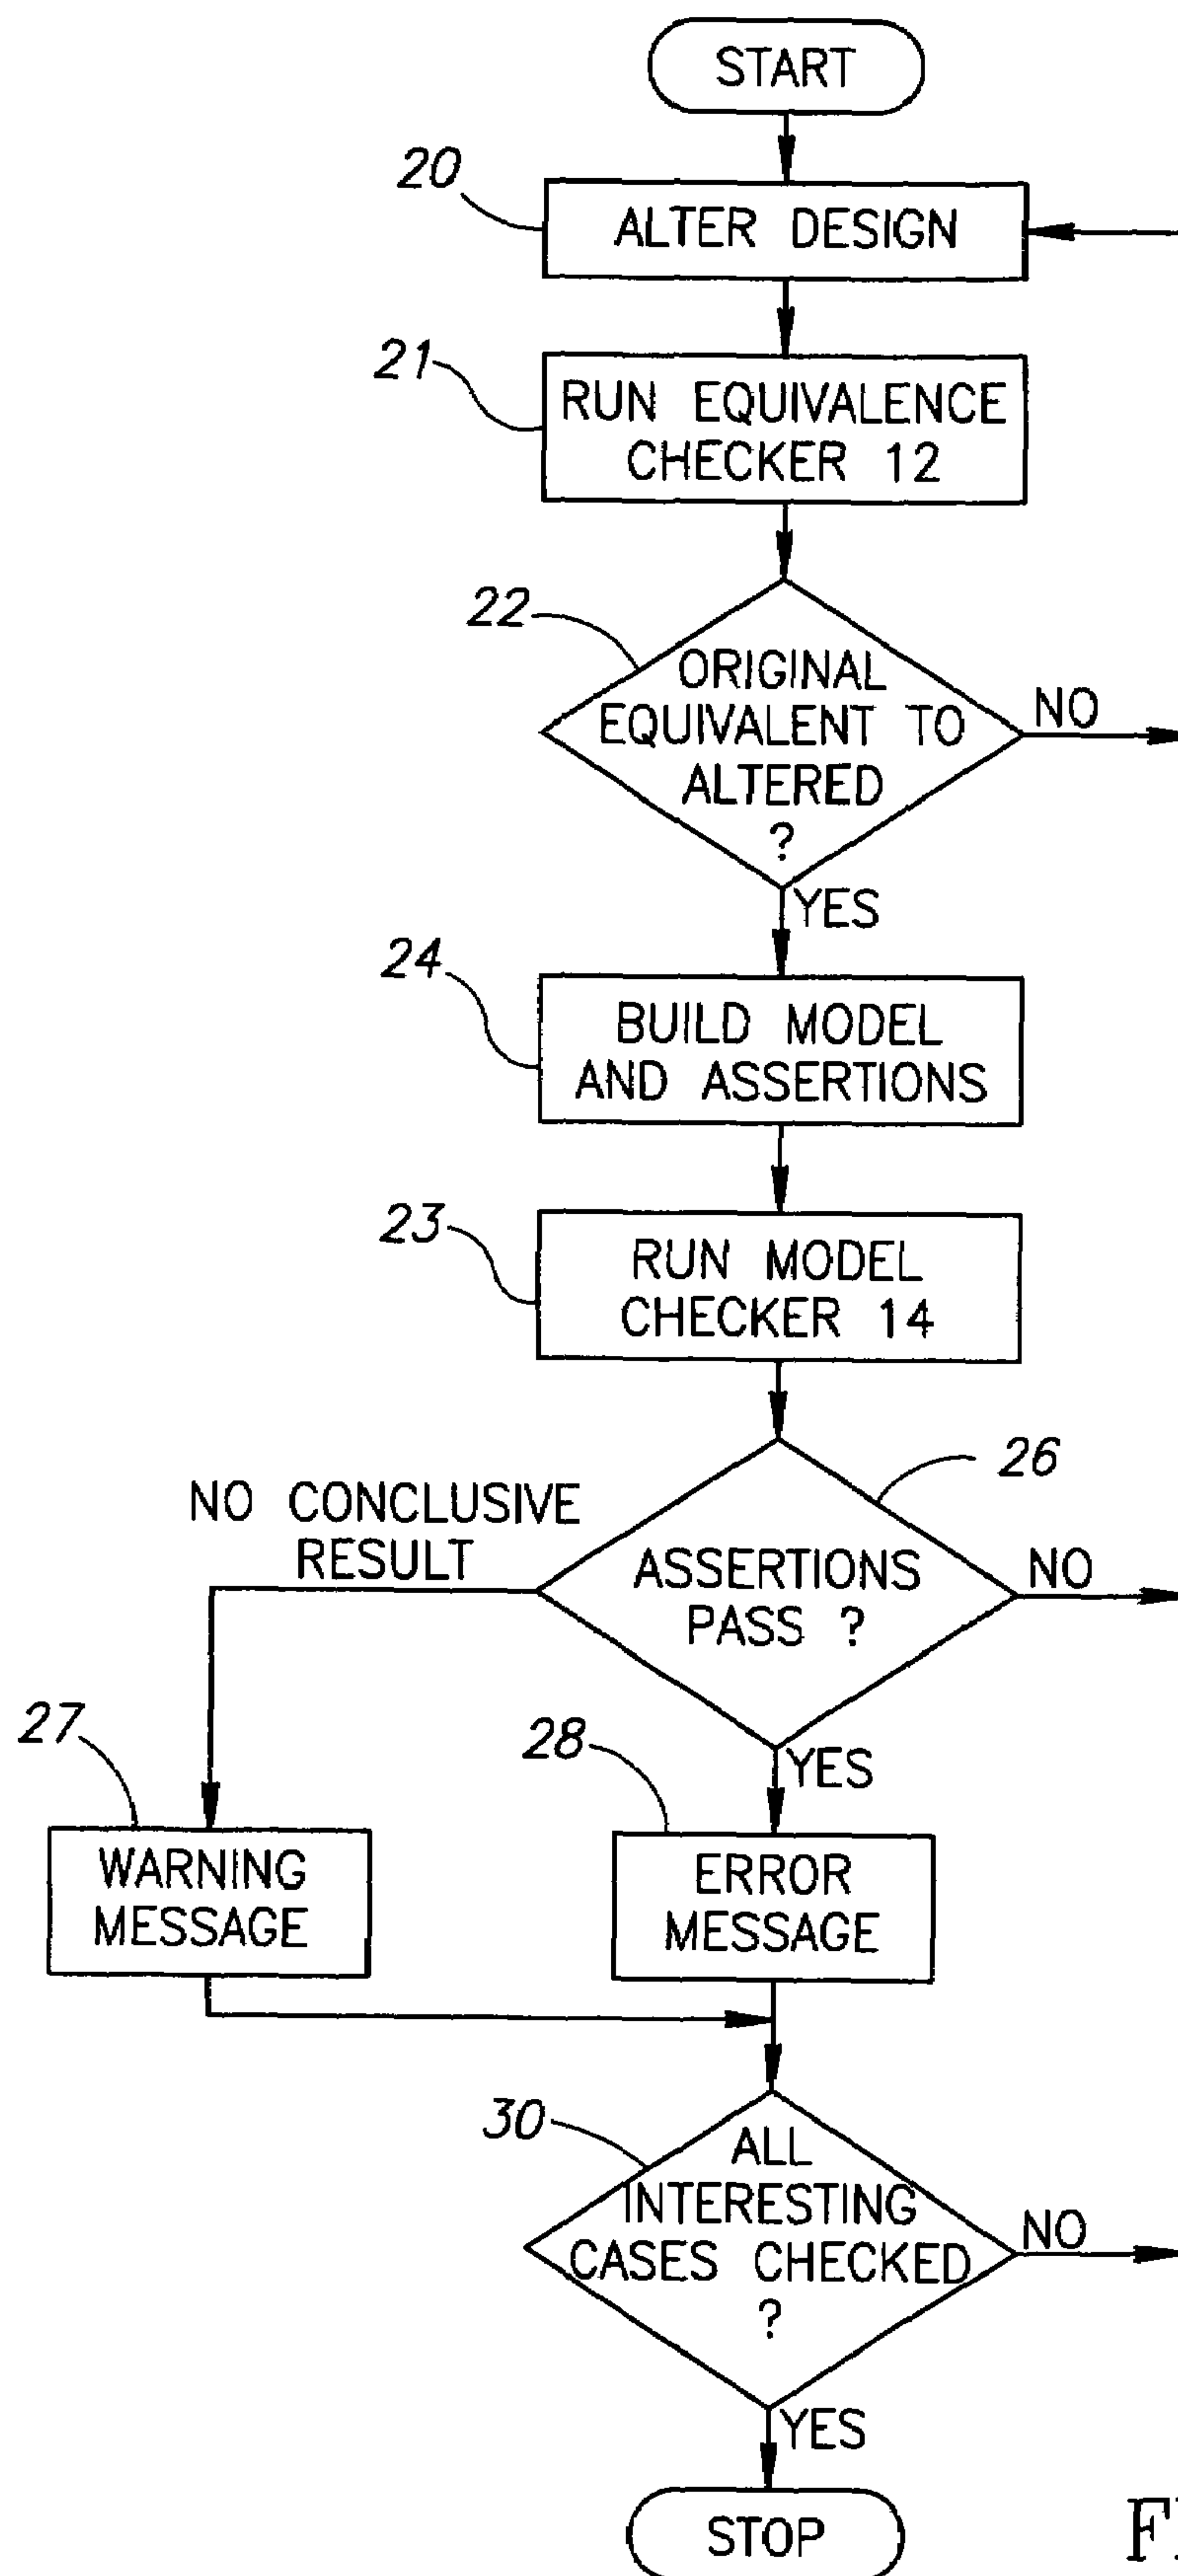 START
20
ALTER DESIGN
21
RUN EQUIVALENCE
CHECKER 12
22
ORIGINAL
EQUIVALENT TO
ALTERED
?
NO
YES
24
BUILD MODEL
AND ASSERTIONS
23
RUN MODEL
CHECKER 14
26
NO CONCLUSIVE
RESULT
ASSERTIONS
PASS ?
NO
YES
27
WARNING
MESSAGE
28
ERROR
MESSAGE
30
ALL
INTERESTING
CASES CHECKED
?
NO
YES
STOP